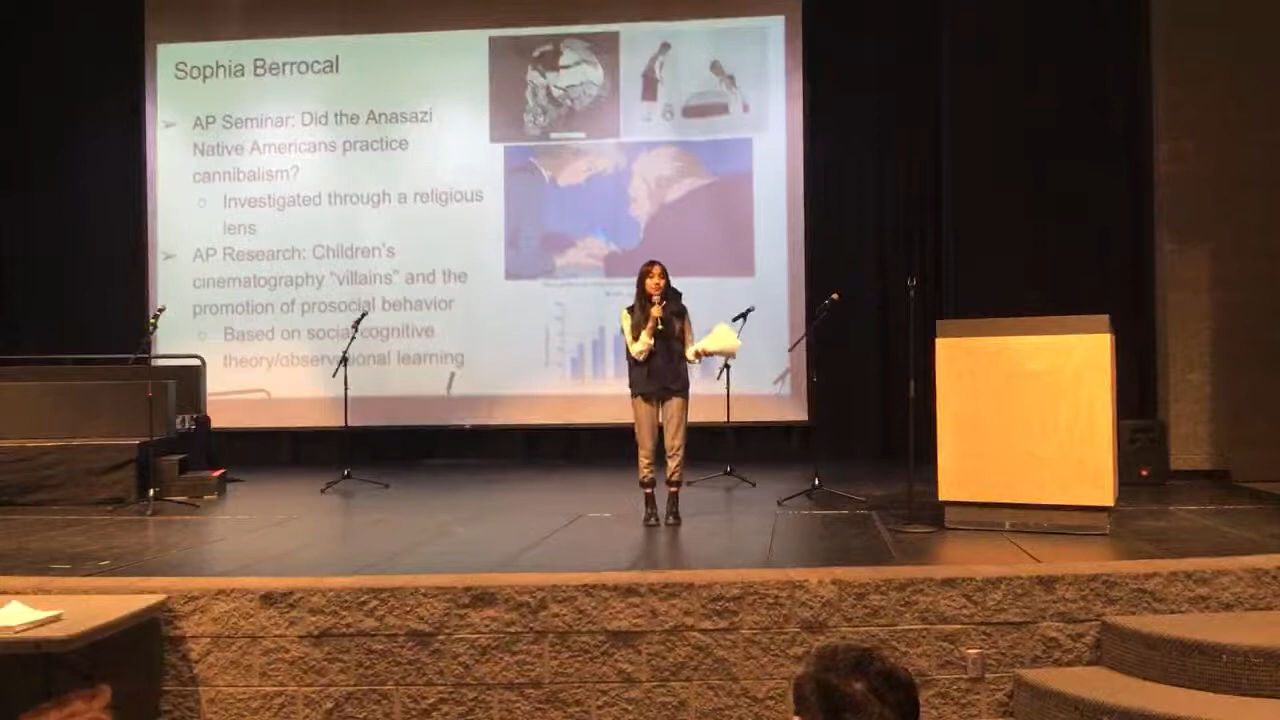 Sophia Berrocal
➢ AP Seminar: Did the Anasazi
Native Americans practice
cannibalism?
○ Investigated through a religious
lens
➢ AP Research: Children's
cinematography "villains" and the
promotion of prosocial behavior
○ Based on social cognitive
theory/observational learning